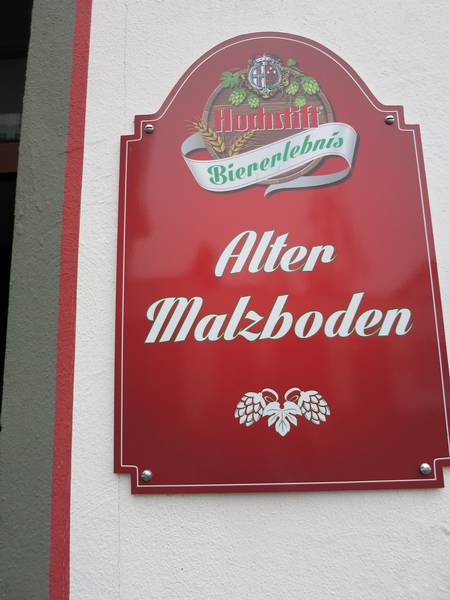 Hochstift
Biererlebnis
Alter
Malzboden